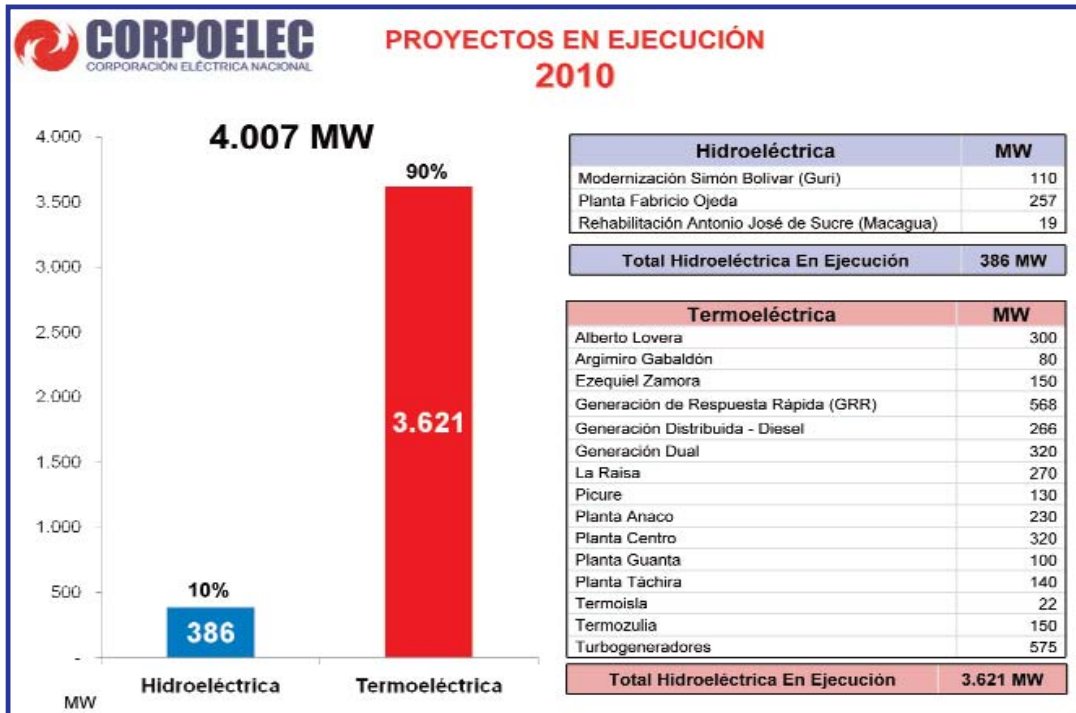 CORPOELEC
CORPORACIÓN ELÉCTRICA NACIONAL
PROYECTOS EN EJECUCIÓN
2010
4.007 MW
4.000
3.500
3.000
2.500
2.000
1.500
1.000
500
-
MW
10%
386
90%
3.621
Hidroeléctrica
Termoeléctrica
Hidroeléctrica MW
Modernización Simón Bolivar (Guri) 110
Planta Fabricio Ojeda 257
Rehabilitación Antonio José de Sucre (Macagua) 19
Total Hidroeléctrica En Ejecución 386 MW
Termoeléctrica MW
Alberto Lovera 300
Argimiro Gabaldón 80
Ezequiel Zamora 150
Generación de Respuesta Rápida (GRR) 568
Generación Distribuida - Diesel 266
Generación Dual 320
La Raisa 270
Picure 130
Planta Anaco 230
Planta Centro 320
Planta Guanta 100
Planta Táchira 140
Termoisla 22
Termozulia 150
Turbogeneradores 575
Total Hidroeléctrica En Ejecución 3.621 MW